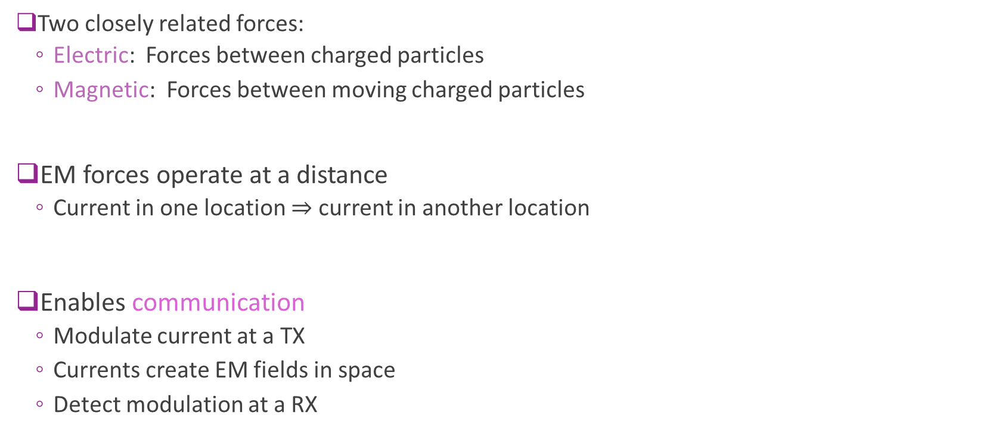 ❑Two closely related forces:
◦ Electric: Forces between charged particles
◦ Magnetic: Forces between moving charged particles
❑EM forces operate at a distance
◦ Current in one location ⇒ current in another location
❑Enables communication
◦ Modulate current at a TX
◦ Currents create EM fields in space
◦ Detect modulation at a RX